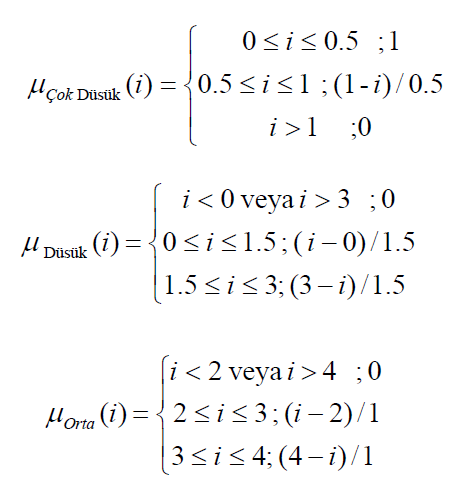 0 ≤ i ≤ 0.5 ;1
μÇok Düsük (i) = { 0.5 ≤ i ≤ 1 ; (1-i)/0.5
i > 1 ;0
i < 0 veya i > 3 ;0
μ Düsük (i) = { 0 ≤ i ≤ 1.5; (i − 0)/1.5
1.5 ≤ i ≤ 3; (3 − i)/1.5
i < 2 veya i > 4 ;0
μOrta (i) = { 2 ≤ i ≤ 3; (i − 2)/1
3 ≤ i ≤ 4; (4 − i)/1